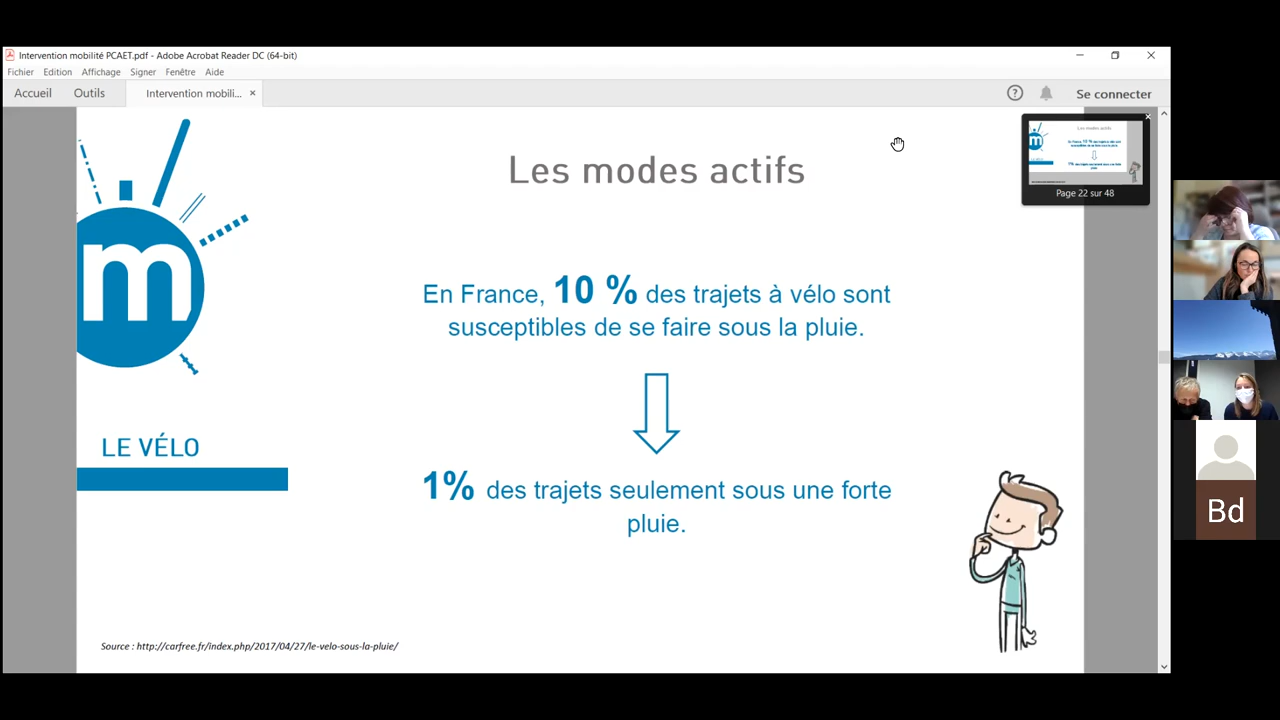 Intervention mobilité PCAET.pdf - Adobe Acrobat Reader DC (64-bit)
Fichier Edition Affichage Signer Fenêtre Aide
Accueil Outils Intervention mobili... × Se connecter
m
Les modes actifs
Page 22 sur 48
En France, 10 % des trajets à vélo sont
susceptibles de se faire sous la pluie.
LE VÉLO
1% des trajets seulement sous une forte
pluie.
Source : http://carfree.fr/index.php/2017/04/27/le-velo-sous-la-pluie/
Bd